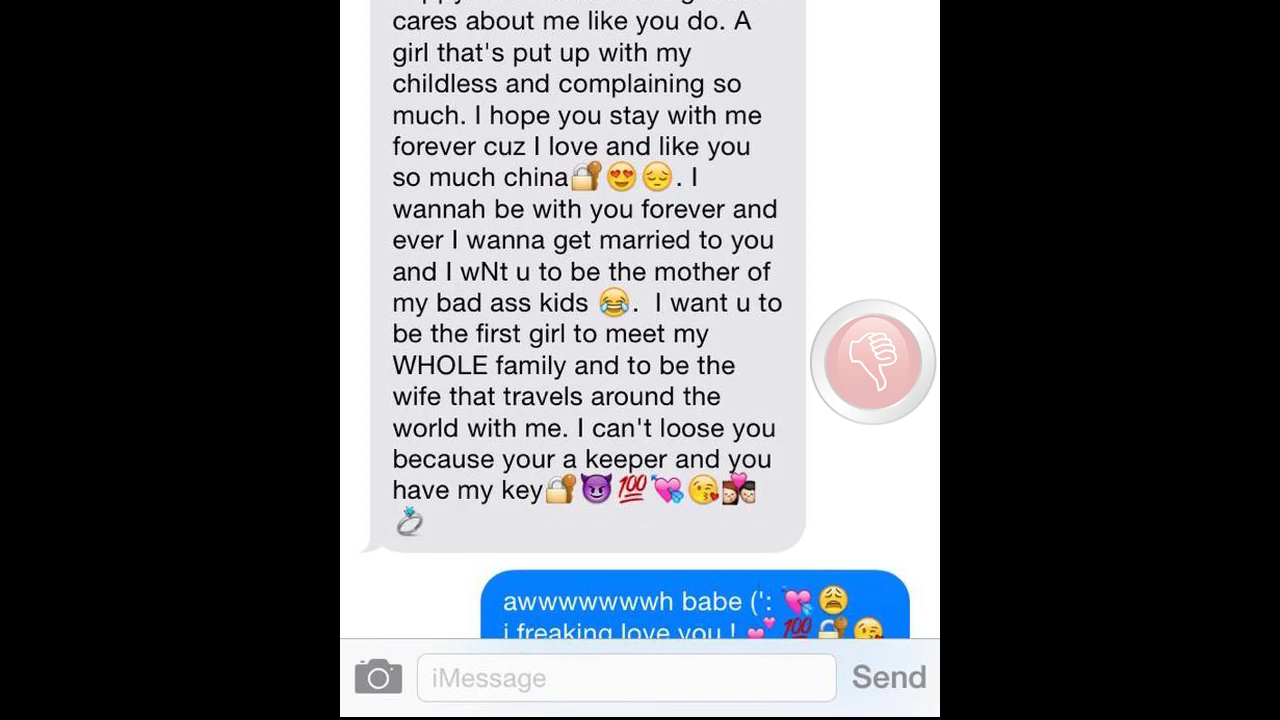 cares about me like you do. A
girl that's put up with my
childless and complaining so
much. I hope you stay with me
forever cuz I love and like you
so much china🔐😍😔. I
wannah be with you forever and
ever I wanna get married to you
and I wNt u to be the mother of
my bad ass kids 😂.  I want u to
be the first girl to meet my
WHOLE family and to be the
wife that travels around the
world with me. I can't loose you
because your a keeper and you
have my key🔐😈💯💘😘💑
💍
awwwwwwwh babe (': 💘😩
i freaking love you ! 💕💯🔐😘
iMessage
Send